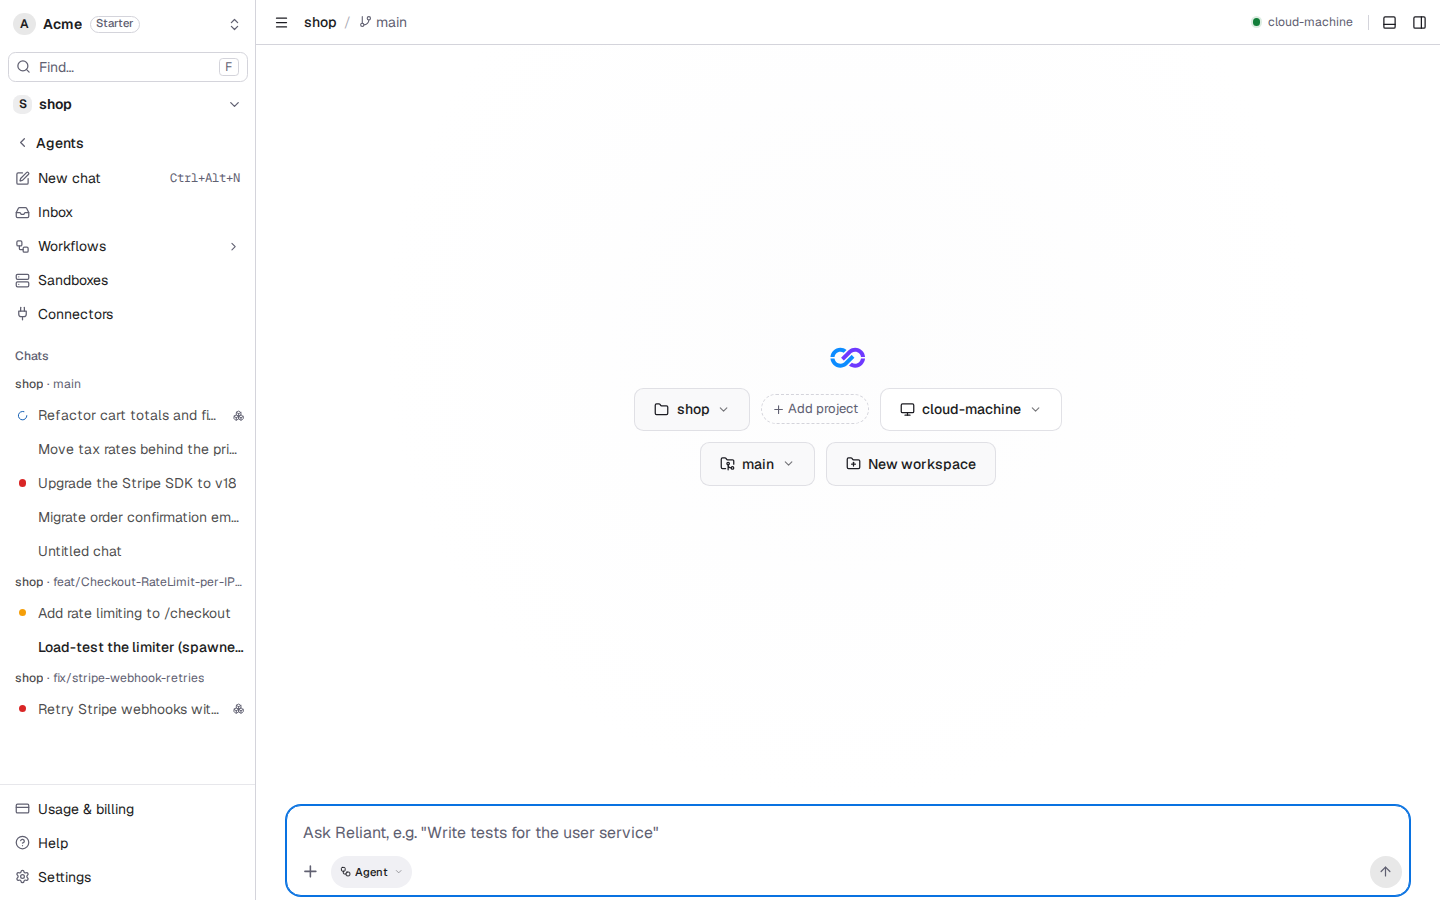 A Acme Starter
Find... F
S shop
Agents
New chat Ctrl+Alt+N
Inbox
Workflows
Sandboxes
Connectors
Chats
shop · main
Refactor cart totals and fi...
Move tax rates behind the pri...
Upgrade the Stripe SDK to v18
Migrate order confirmation em...
Untitled chat
shop · feat/Checkout-RateLimit-per-IP...
Add rate limiting to /checkout
Load-test the limiter (spawne...
shop · fix/stripe-webhook-retries
Retry Stripe webhooks wit...
Usage & billing
Help
Settings
shop / main
cloud-machine
shop
Add project
cloud-machine
main
New workspace
Ask Reliant, e.g. "Write tests for the user service"
Agent